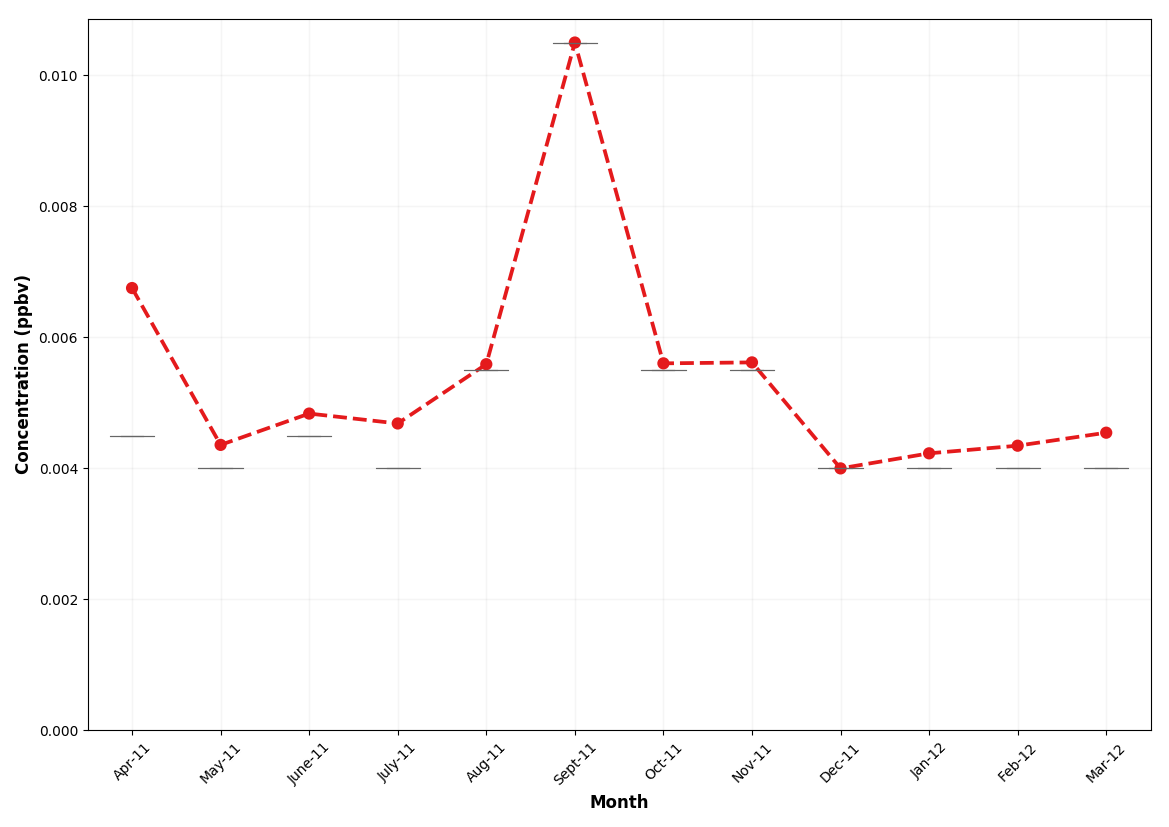 0.010
0.008
0.006
0.004
0.002
0.000
Concentration (ppbv)
Apr-11
May-11
June-11
July-11
Aug-11
Sept-11
Oct-11
Nov-11
Dec-11
Jan-12
Feb-12
Mar-12
Month